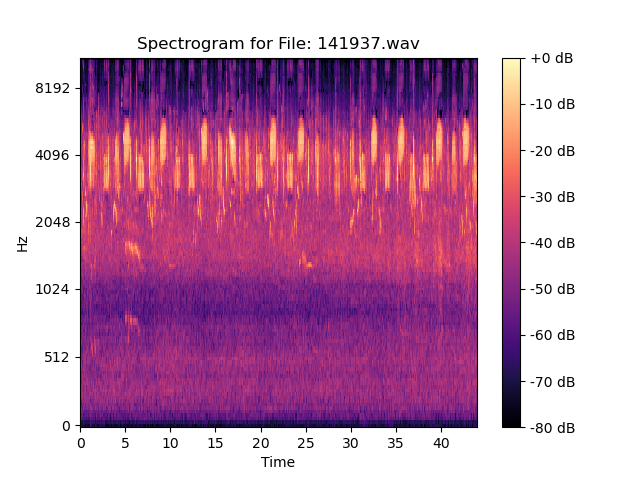 Spectrogram for File: 141937.wav
+0 dB
8192
-10 dB
4096
-20 dB
-30 dB
2048
Hz
-40 dB
1024
-50 dB
512
-60 dB
-70 dB
0
-80 dB
0 5 10 15 20 25 30 35 40
Time